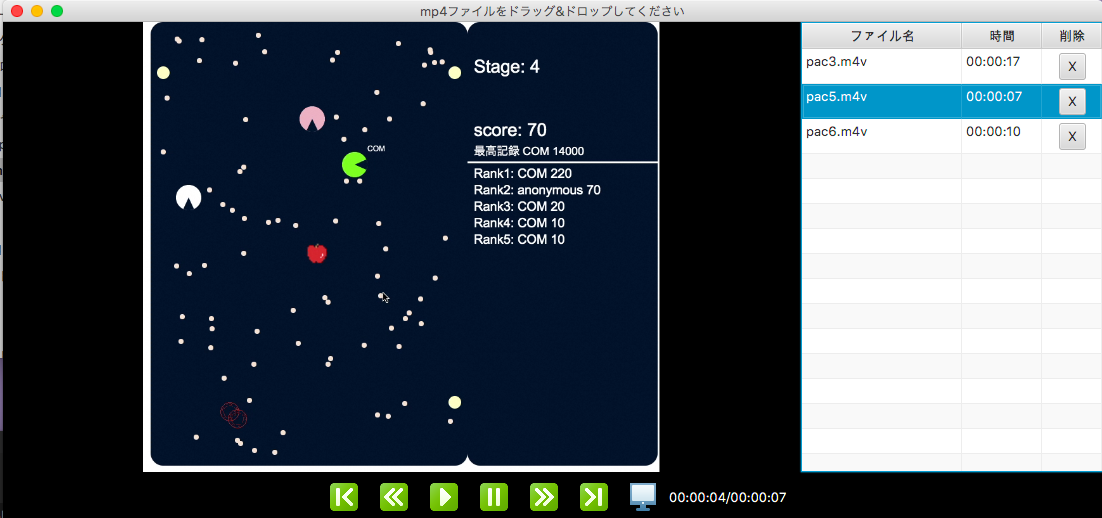 mp4ファイルをドラッグ&ドロップしてください
Stage: 4
score: 70
最高記録 COM 14000
Rank1: COM 220
Rank2: anonymous 70
Rank3: COM 20
Rank4: COM 10
Rank5: COM 10
COM
ファイル名 時間 削除
pac3.m4v 00:00:17 X
pac5.m4v 00:00:07 X
pac6.m4v 00:00:10 X
00:00:04/00:00:07